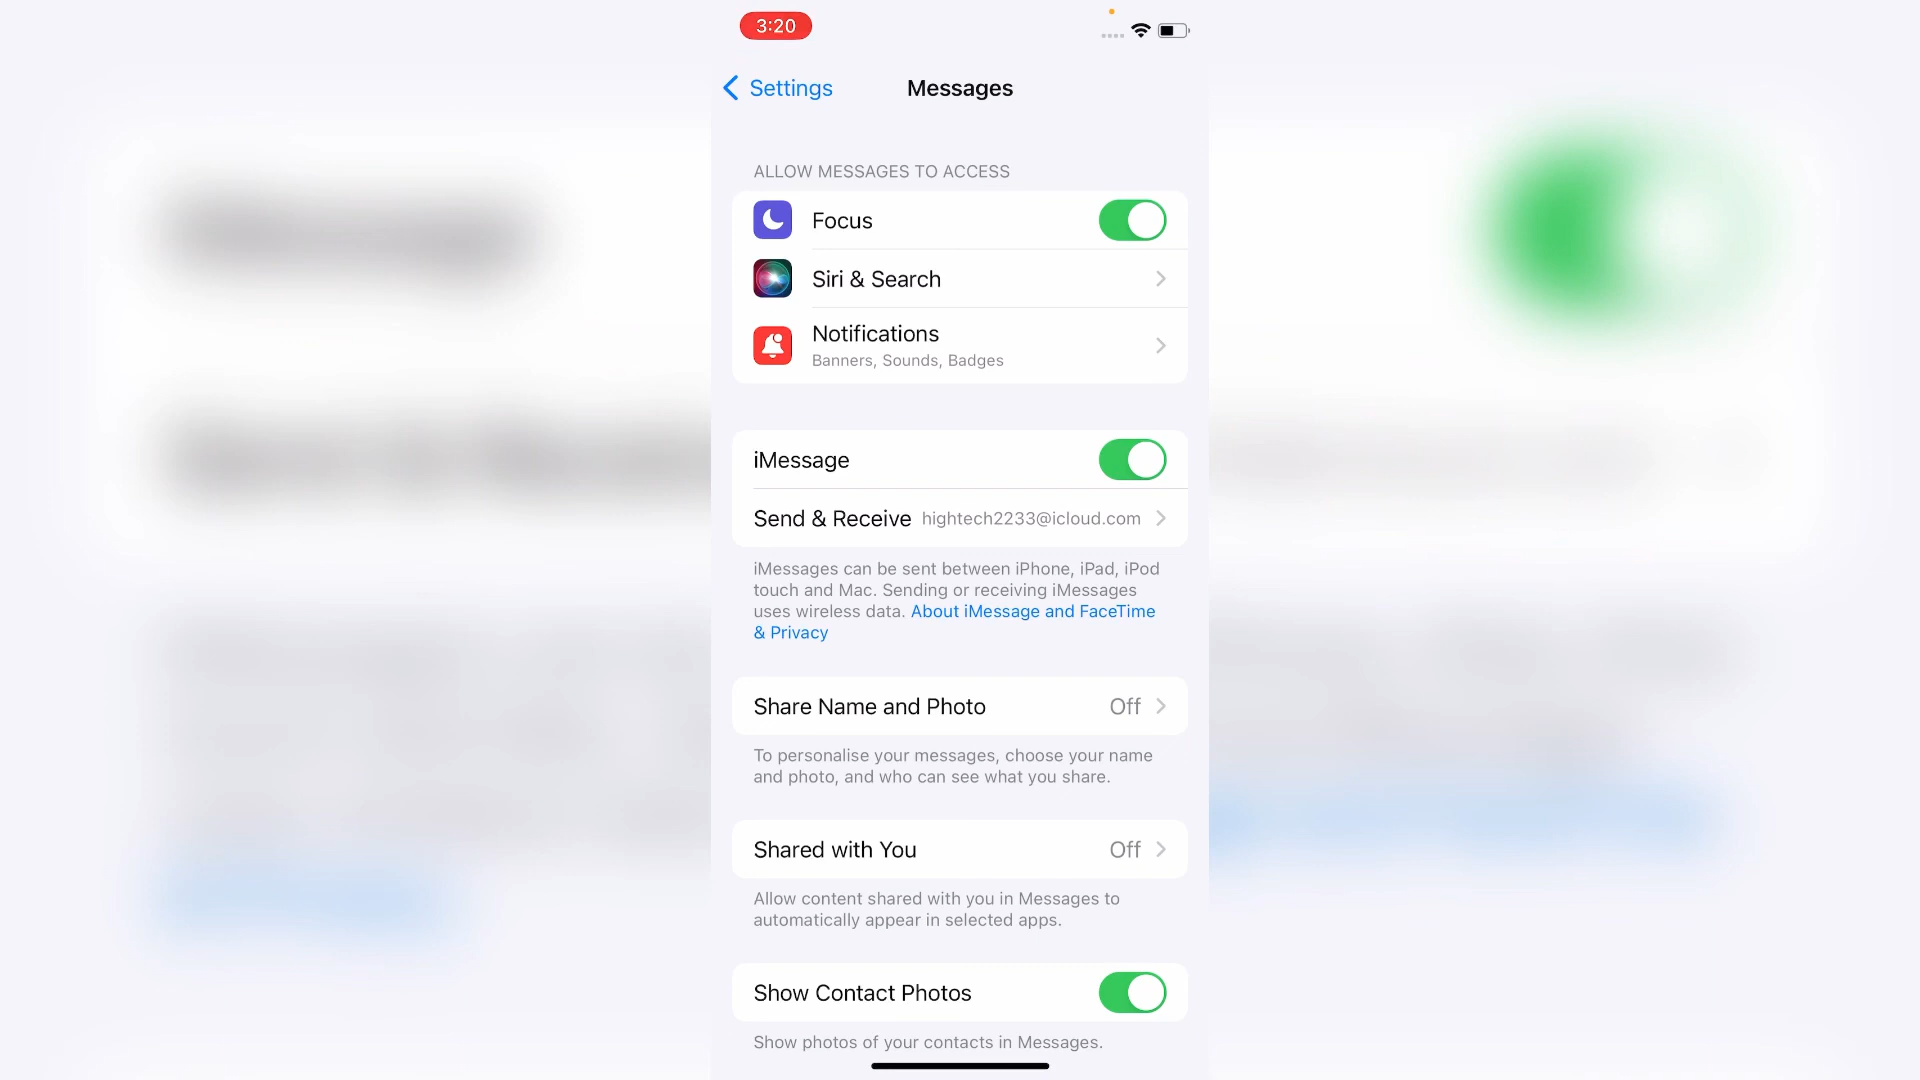 3:20
Settings
Messages
ALLOW MESSAGES TO ACCESS
Focus
Siri & Search
Notifications
Banners, Sounds, Badges
iMessage
Send & Receive hightech2233@icloud.com
iMessages can be sent between iPhone, iPad, iPod
touch and Mac. Sending or receiving iMessages
uses wireless data. About iMessage and FaceTime
& Privacy
Share Name and Photo Off
To personalise your messages, choose your name
and photo, and who can see what you share.
Shared with You Off
Allow content shared with you in Messages to
automatically appear in selected apps.
Show Contact Photos
Show photos of your contacts in Messages.